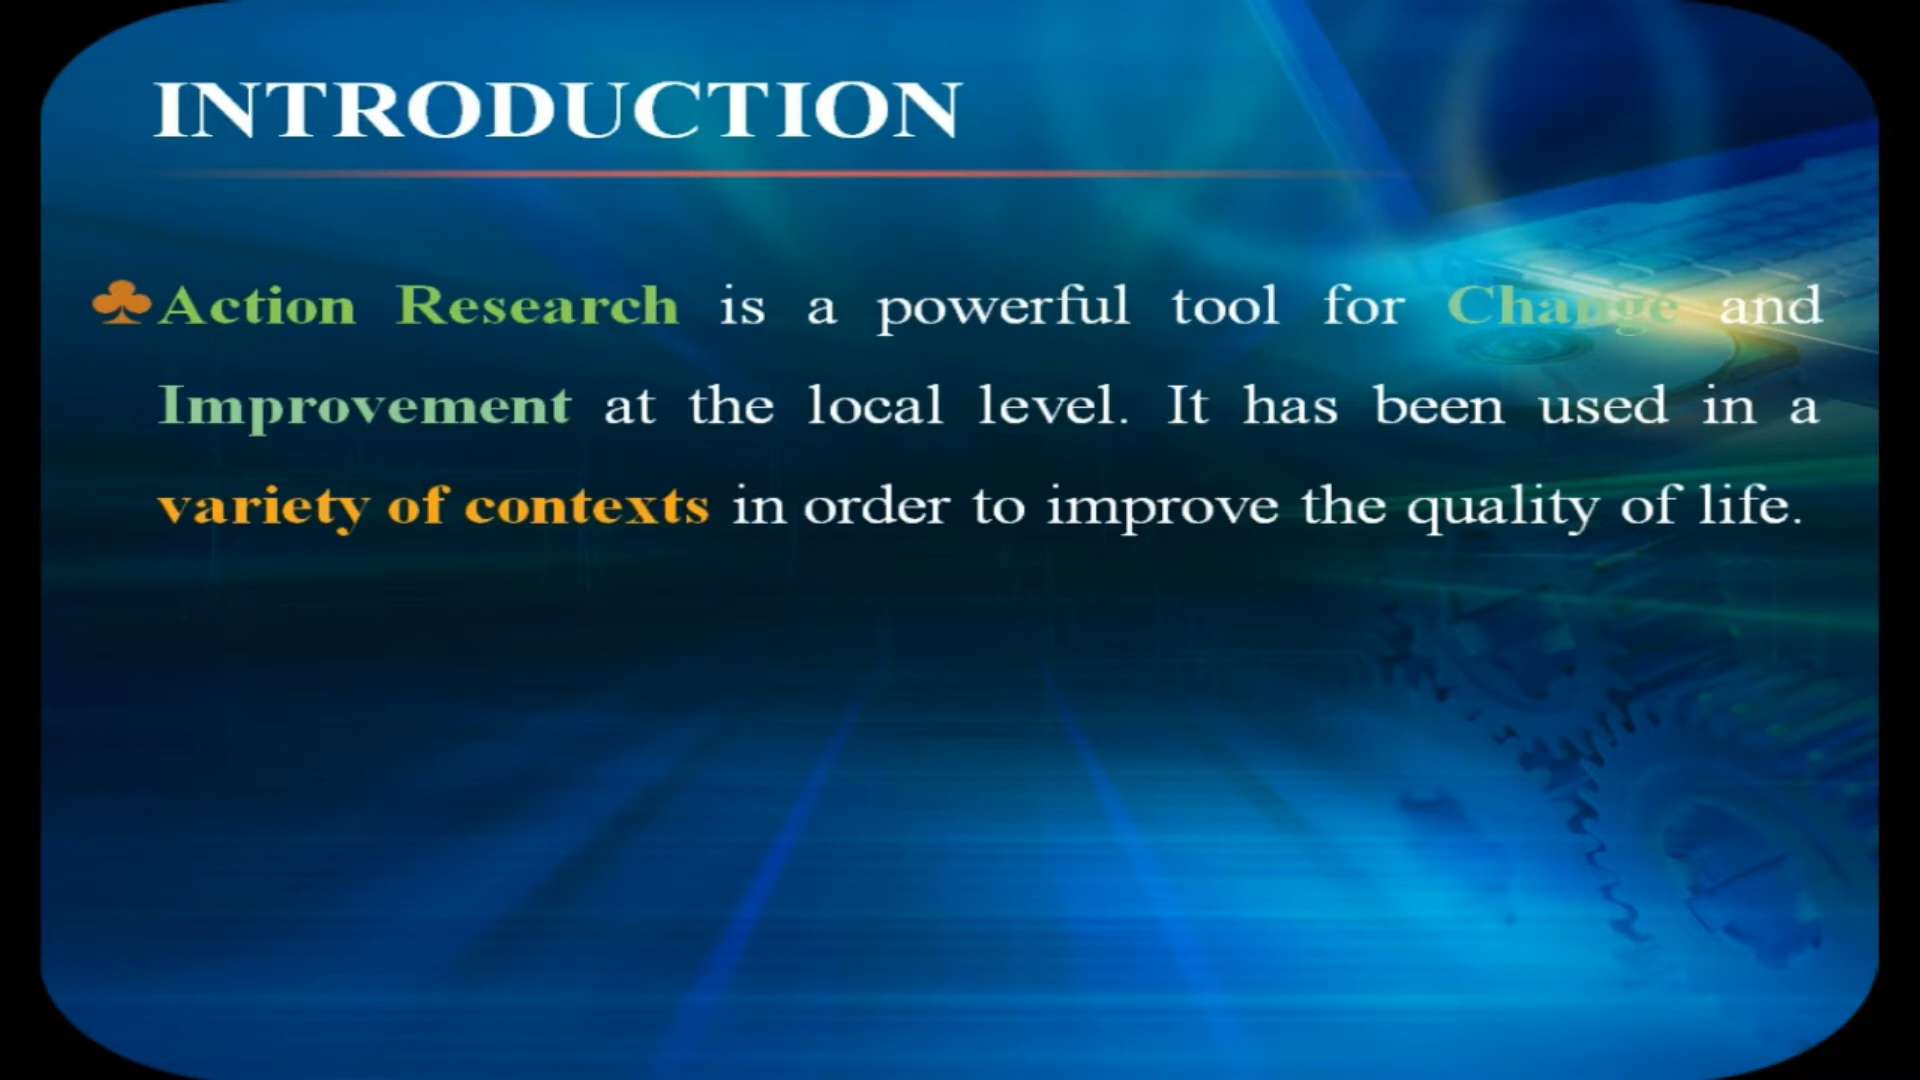 INTRODUCTION
♣Action Research is a powerful tool for Change and
Improvement at the local level. It has been used in a
variety of contexts in order to improve the quality of life.